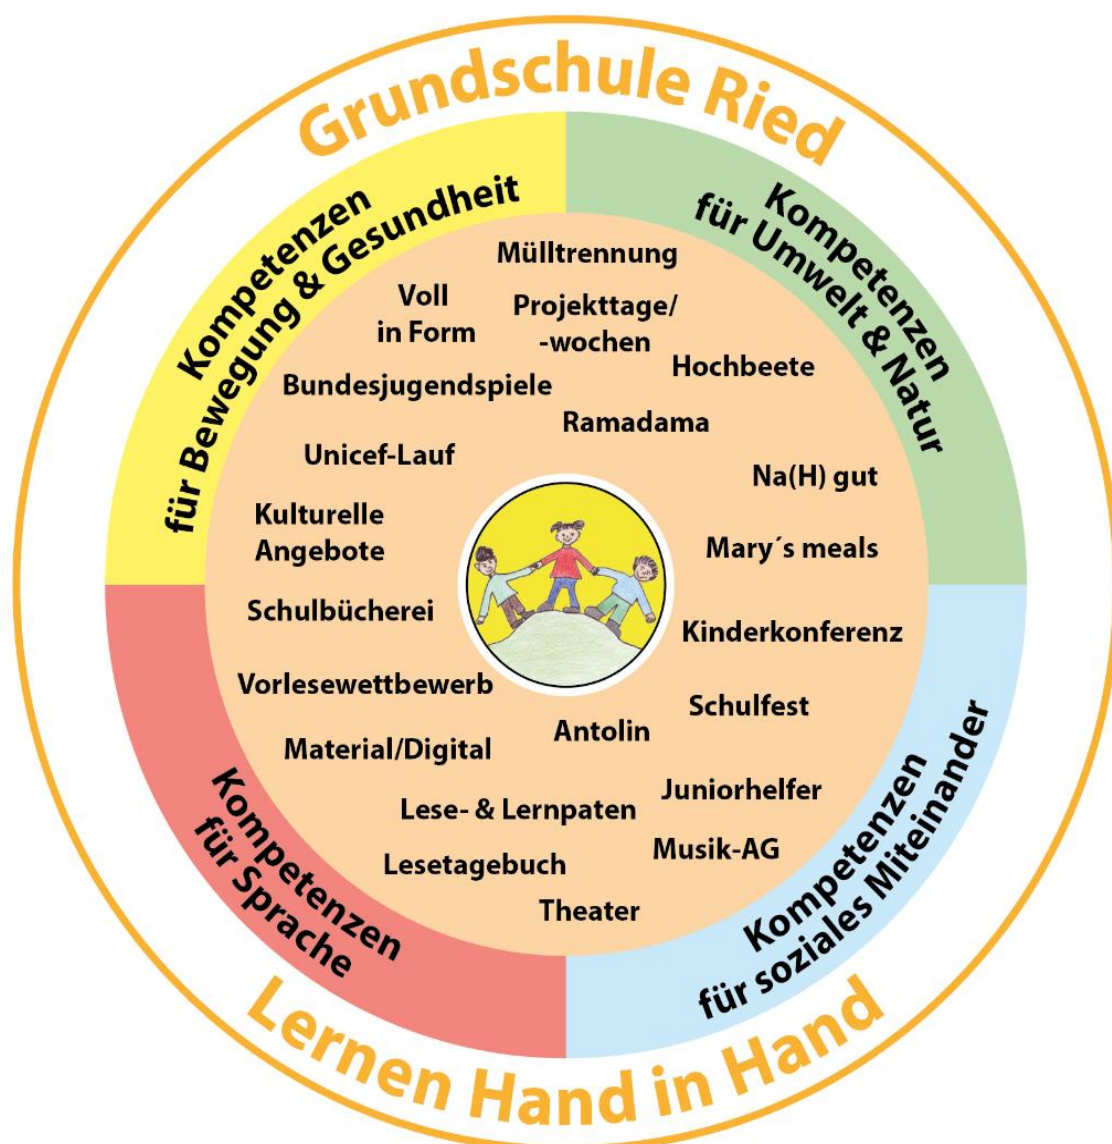 Grundschule Ried
Kompetenzen
für Bewegung & Gesundheit
Kompetenzen
für Umwelt & Natur
Mülltrennung
Voll
in Form
Projekttage/
-wochen
Hochbeete
Bundesjugendspiele
Ramadama
Unicef-Lauf
Na(H) gut
Kulturelle
Angebote
Mary´s meals
Schulbücherei
Kinderkonferenz
Vorlesewettbewerb
Schulfest
Antolin
Material/Digital
Juniorhelfer
Lese- & Lernpaten
Musik-AG
Lesetagebuch
Theater
Kompetenzen
für Sprache
Kompetenzen
für soziales Miteinander
Lernen Hand in Hand